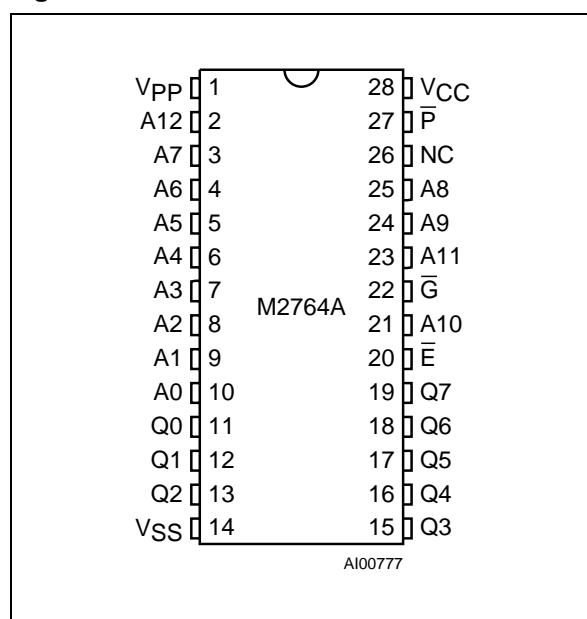 VPP 1 28 VCC
A12 2 27 P̅
A7 3 26 NC
A6 4 25 A8
A5 5 24 A9
A4 6 23 A11
A3 7 22 G̅
M2764A
A2 8 21 A10
A1 9 20 E̅
A0 10 19 Q7
Q0 11 18 Q6
Q1 12 17 Q5
Q2 13 16 Q4
VSS 14 15 Q3
AI00777